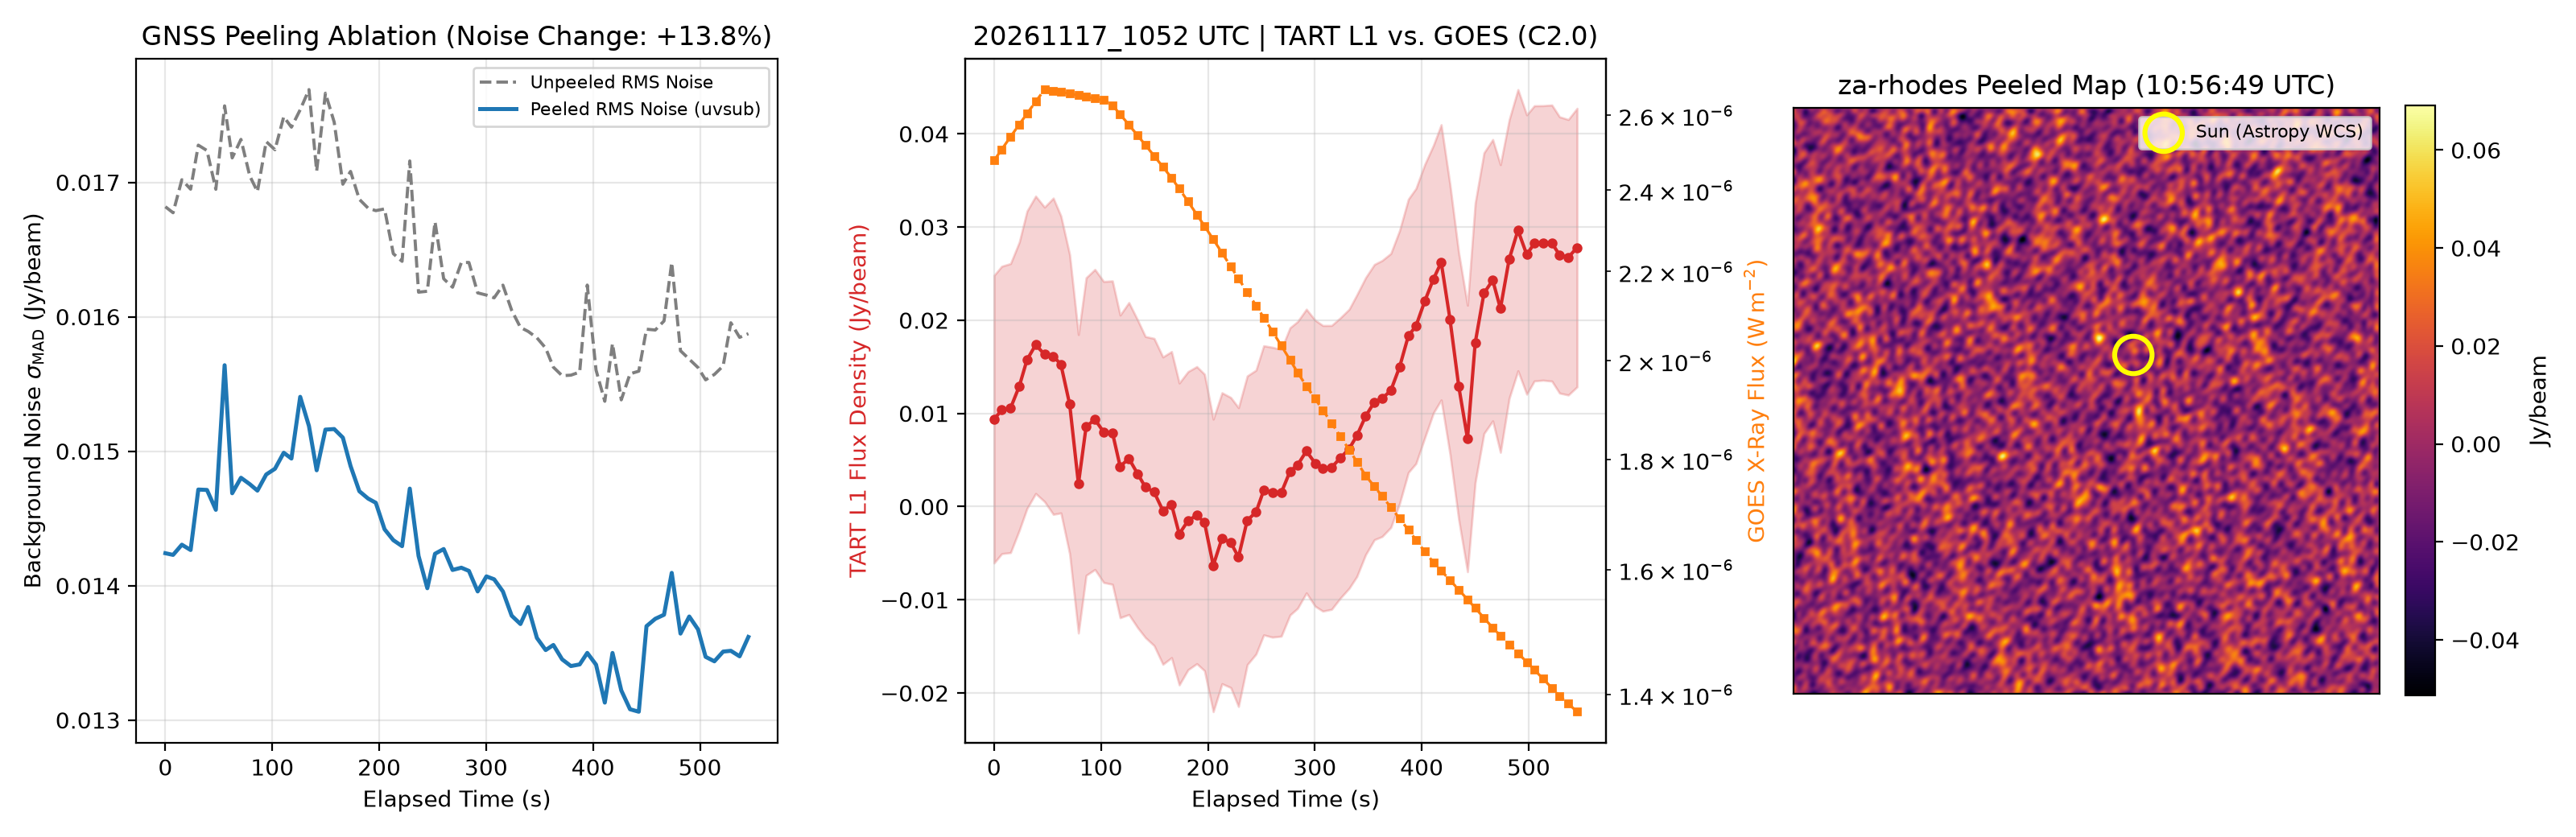 GNSS Peeling Ablation (Noise Change: +13.8%)
Unpeeled RMS Noise
Peeled RMS Noise (uvsub)
Background Noise σMAD (Jy/beam)
0.017
0.016
0.015
0.014
0.013
0 100 200 300 400 500
Elapsed Time (s)
20261117_1052 UTC | TART L1 vs. GOES (C2.0)
TART L1 Flux Density (Jy/beam)
0.04
0.03
0.02
0.01
0.00
−0.01
−0.02
0 100 200 300 400 500
Elapsed Time (s)
2.6 × 10⁻⁶
2.4 × 10⁻⁶
2.2 × 10⁻⁶
2 × 10⁻⁶
1.8 × 10⁻⁶
1.6 × 10⁻⁶
1.4 × 10⁻⁶
GOES X-Ray Flux (W m⁻²)
za-rhodes Peeled Map (10:56:49 UTC)
Sun (Astropy WCS)
0.06
0.04
0.02
0.00
−0.02
−0.04
Jy/beam